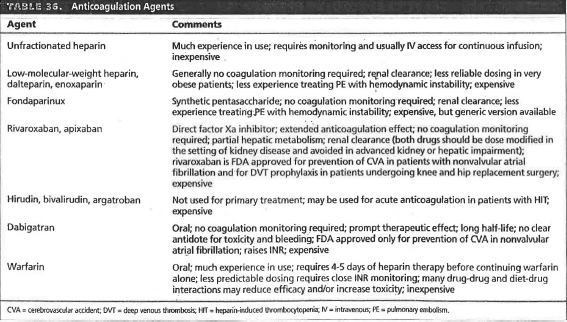 TABLE 36. Anticoagulation Agents
Agent Comments
Unfractionated heparin Much experience in use; requires monitoring and usually IV access for continuous infusion;
inexpensive
Low-molecular-weight heparin, Generally no coagulation monitoring required; renal clearance; less reliable dosing in very
dalteparin, enoxaparin obese patients; less experience treating PE with hemodynamic instability; expensive
Fondaparinux Synthetic pentasaccharide; no coagulation monitoring required; renal clearance; less
experience treating PE with hemodynamic instability; expensive, but generic version available
Rivaroxaban, apixaban Direct factor Xa inhibitor; extended anticoagulation effect; no coagulation monitoring
required; partial hepatic metabolism; renal clearance (both drugs should be dose modified in
the setting of kidney disease and avoided in advanced kidney or hepatic impairment);
rivaroxaban is FDA approved for prevention of CVA in patients with nonvalvular atrial
fibrillation and for DVT prophylaxis in patients undergoing knee and hip replacement surgery;
expensive
Hirudin, bivalirudin, argatroban Not used for primary treatment; may be used for acute anticoagulation in patients with HIT;
expensive
Dabigatran Oral; no coagulation monitoring required; prompt therapeutic effect; long half-life; no clear
antidote for toxicity and bleeding; FDA approved only for prevention of CVA in nonvalvular
atrial fibrillation; raises INR; expensive
Warfarin Oral; much experience in use; requires 4-5 days of heparin therapy before continuing warfarin
alone; less predictable dosing requires close INR monitoring; many drug-drug and diet-drug
interactions may reduce efficacy and/or increase toxicity; inexpensive
CVA = cerebrovascular accident; DVT = deep venous thrombosis; HIT = heparin-induced thrombocytopenia; IV = intravenous; PE = pulmonary embolism.